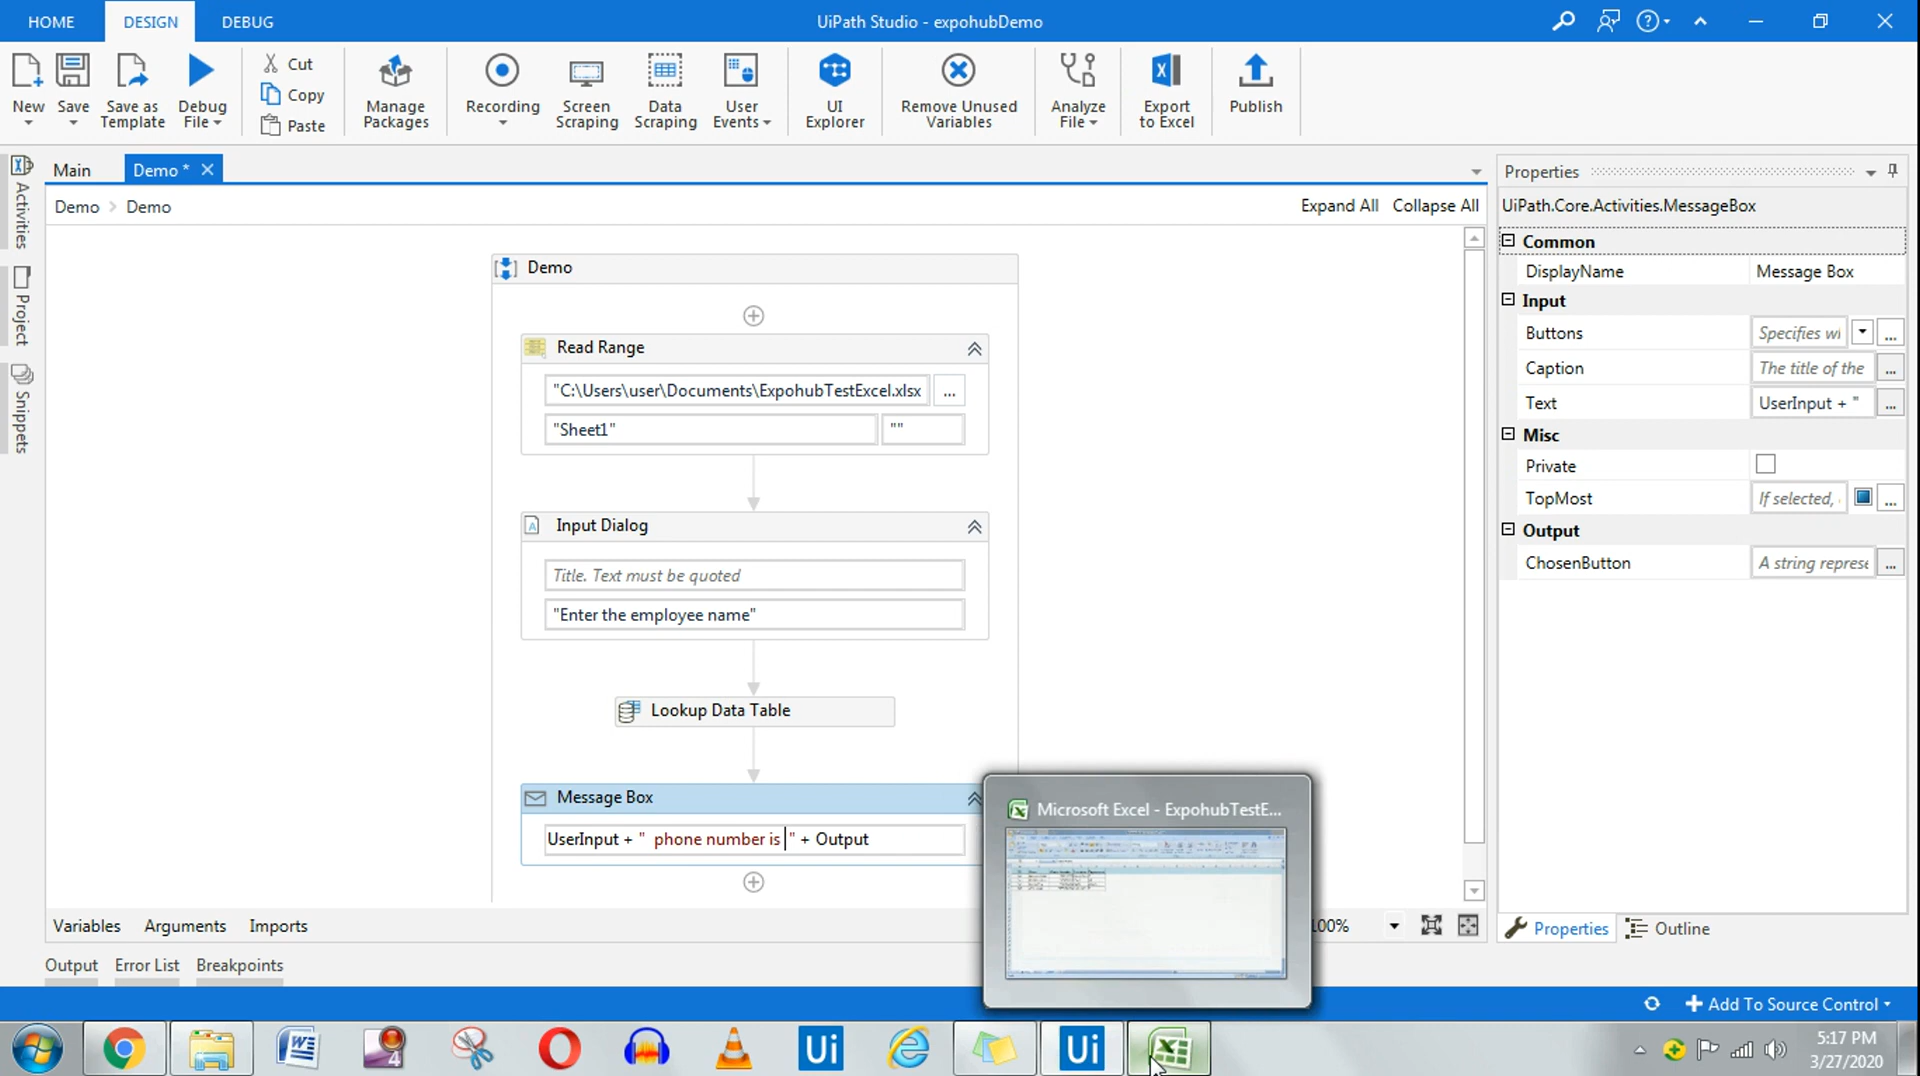 HOME DESIGN DEBUG UiPath Studio - expohubDemo
New Save Save as Template Debug File Cut Copy Paste Manage Packages Recording Screen Scraping Data Scraping User Events UI Explorer Remove Unused Variables Analyze File Export to Excel Publish
Activities
Project
Snippets
Main Demo *
Demo > Demo Expand All Collapse All
Demo
Read Range
"C:\Users\user\Documents\ExpohubTestExcel.xlsx ...
"Sheet1" ""
Input Dialog
Title. Text must be quoted
"Enter the employee name"
Lookup Data Table
Message Box
UserInput + "  phone number is " + Output
Microsoft Excel - ExpohubTestE...
Variables Arguments Imports 100%
Output Error List Breakpoints
Properties
UiPath.Core.Activities.MessageBox
Common
DisplayName Message Box
Input
Buttons Specifies wi ...
Caption The title of the ...
Text UserInput + " ...
Misc
Private
TopMost If selected, ...
Output
ChosenButton A string represe ...
Properties Outline
Add To Source Control
4 Ui Ui
5:17 PM
3/27/2020